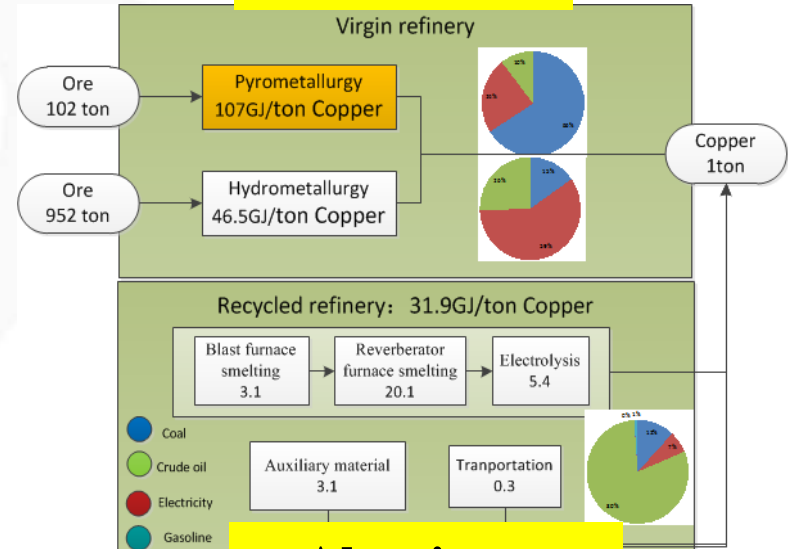 Virgin refinery
Ore
102 ton
Pyrometallurgy
107GJ/ton Copper
Ore
952 ton
Hydrometallurgy
46.5GJ/ton Copper
Copper
1ton
Recycled refinery：31.9GJ/ton Copper
Blast furnace
smelting
3.1
Reverberator
furnace smelting
20.1
Electrolysis
5.4
Auxiliary material
3.1
Tranportation
0.3
Coal
Crude oil
Electricity
Gasoline